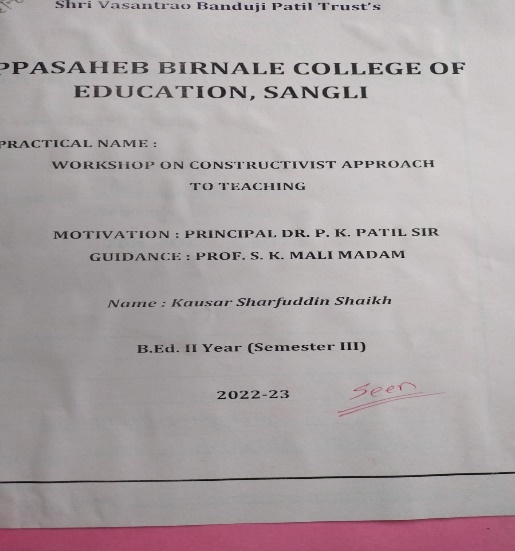 Shri Vasantrao Banduji Patil Trust's
PPASAHEB BIRNALE COLLEGE OF
EDUCATION, SANGLI
PRACTICAL NAME :
WORKSHOP ON CONSTRUCTIVIST APPROACH
TO TEACHING
MOTIVATION : PRINCIPAL DR. P. K. PATIL SIR
GUIDANCE : PROF. S. K. MALI MADAM
Name : Kausar Sharfuddin Shaikh
B.Ed. II Year (Semester III)
2022-23
Seen